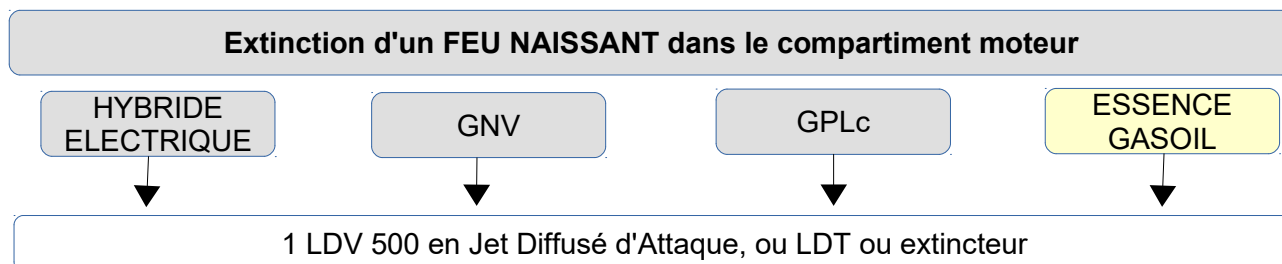 Extinction d'un FEU NAISSANT dans le compartiment moteur
HYBRIDE
ELECTRIQUE
GNV
GPLc
ESSENCE
GASOIL
1 LDV 500 en Jet Diffusé d'Attaque, ou LDT ou extincteur